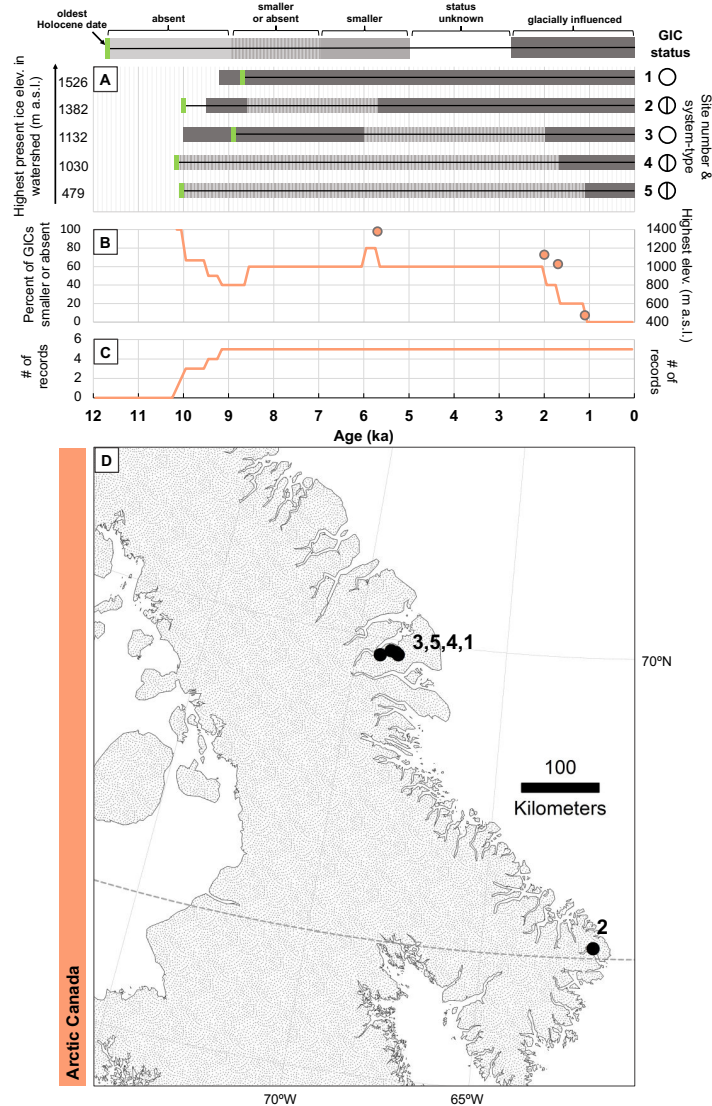 oldest
Holocene date
absent
smaller
or absent
smaller
status
unknown
glacially influenced
GIC
status
A
Highest present ice elev. in
watershed (m a.s.l.)
1526
1382
1132
1030
479
1
2
3
4
5
Site number &
system-type
B
Percent of GICs
smaller or absent
100
80
60
40
20
0
1400
1200
1000
800
600
400
Highest elev. (m a.s.l.)
C
# of
records
6
4
2
0
# of
records
12 11 10 9 8 7 6 5 4 3 2 1 0
Age (ka)
D
Arctic Canada
3,5,4,1
70ºN
100
Kilometers
2
70ºW 65ºW